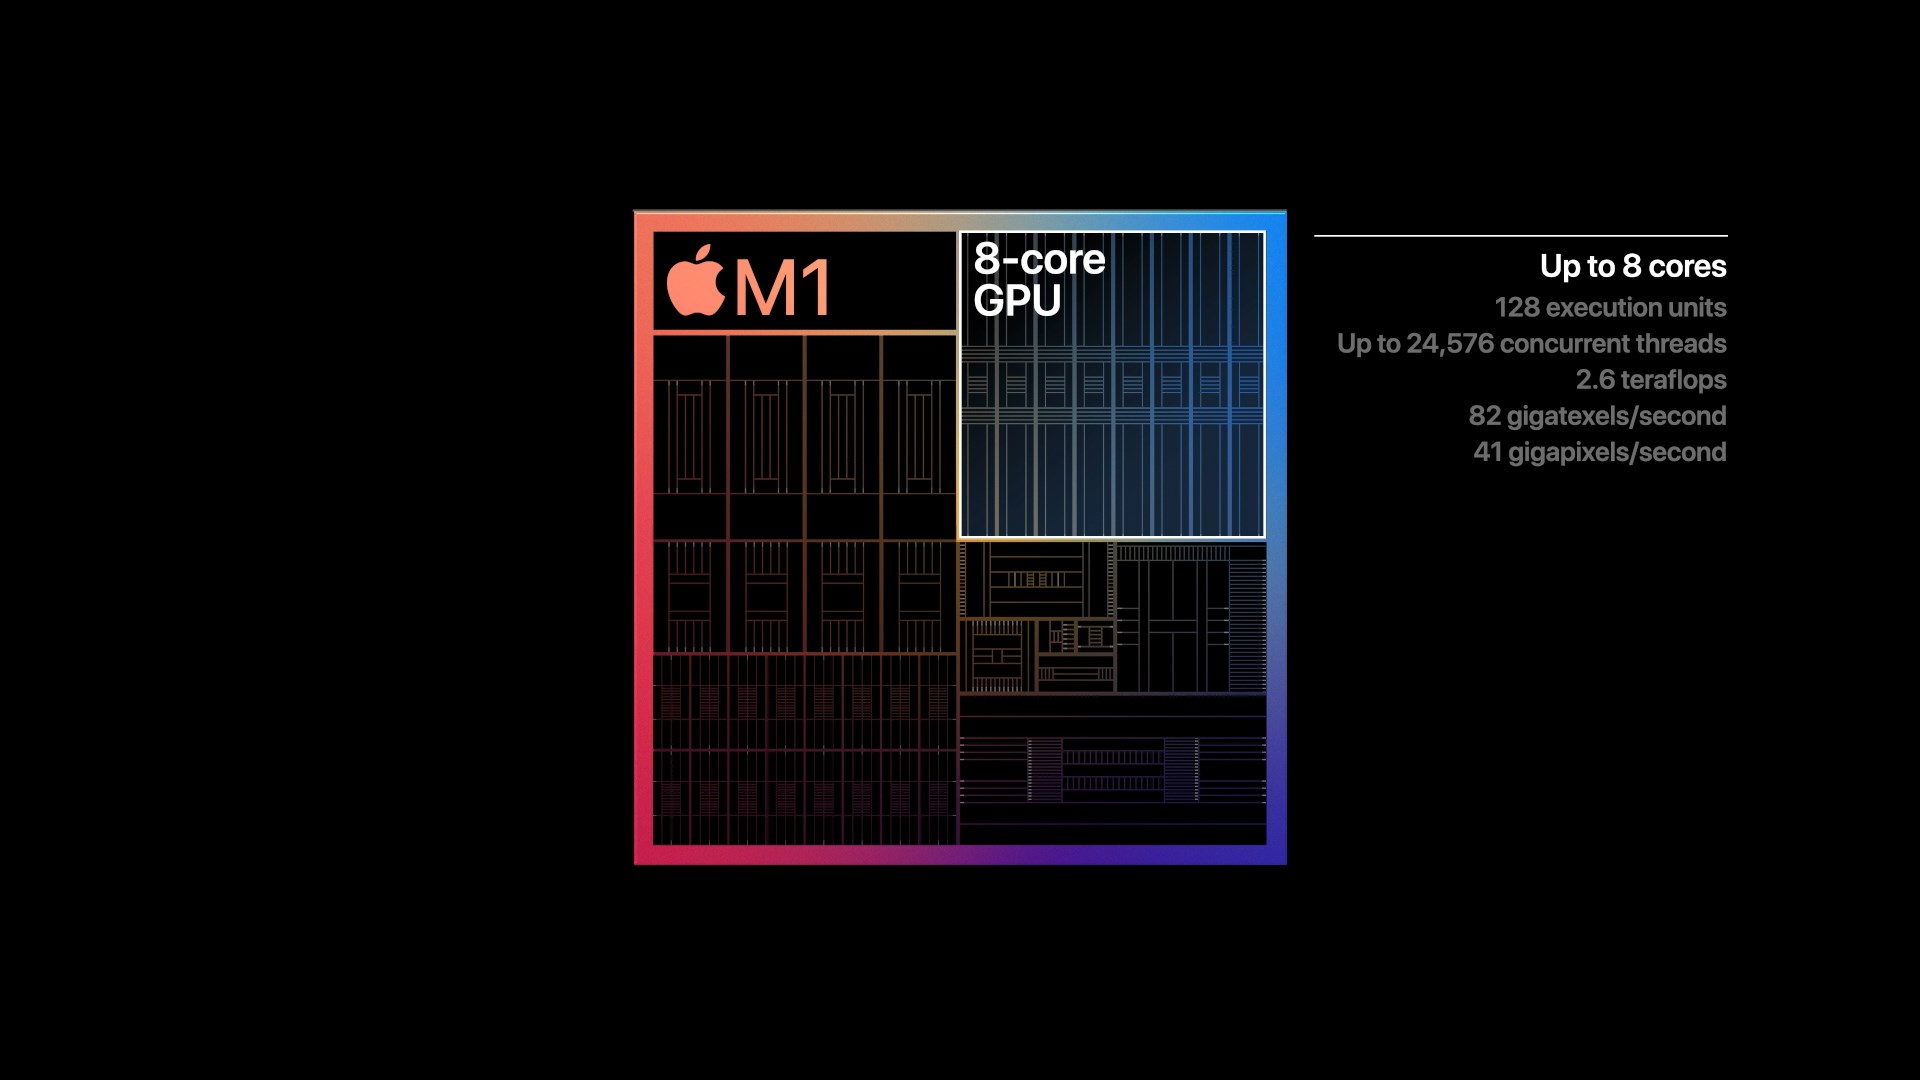 M1
8-core
GPU
Up to 8 cores
128 execution units
Up to 24,576 concurrent threads
2.6 teraflops
82 gigatexels/second
41 gigapixels/second